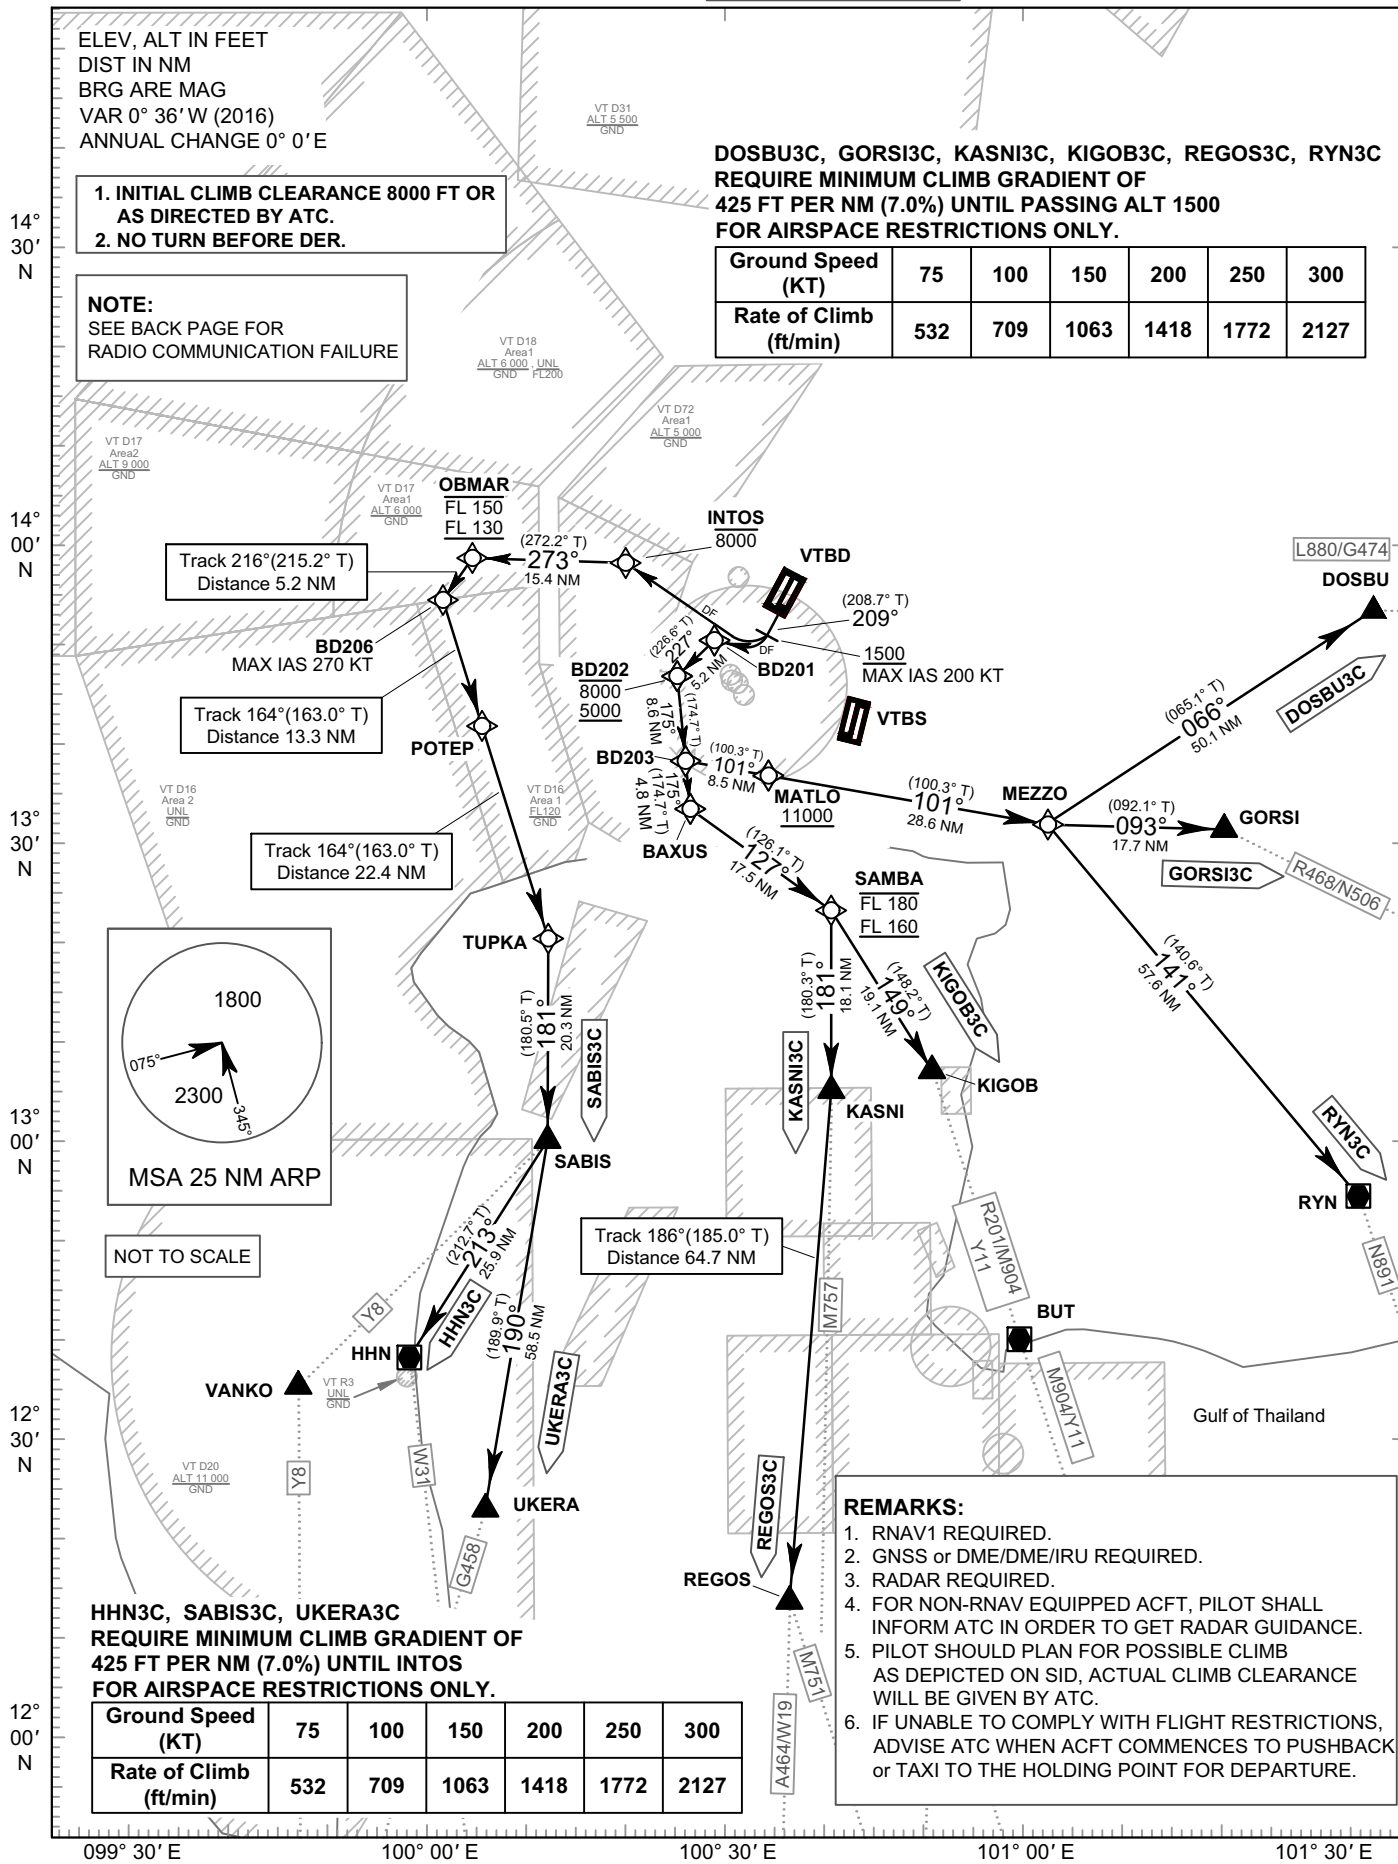 ELEV, ALT IN FEET
DIST IN NM
BRG ARE MAG
VAR 0° 36' W (2016)
ANNUAL CHANGE 0° 0' E
1. INITIAL CLIMB CLEARANCE 8000 FT OR
AS DIRECTED BY ATC.
2. NO TURN BEFORE DER.
NOTE:
SEE BACK PAGE FOR
RADIO COMMUNICATION FAILURE
VT D31
ALT 5 500
GND
DOSBU3C, GORSI3C, KASNI3C, KIGOB3C, REGOS3C, RYN3C
REQUIRE MINIMUM CLIMB GRADIENT OF
425 FT PER NM (7.0%) UNTIL PASSING ALT 1500
FOR AIRSPACE RESTRICTIONS ONLY.
Ground Speed (KT) 75 100 150 200 250 300
Rate of Climb (ft/min) 532 709 1063 1418 1772 2127
14°
30'
N
VT D18
Area1
ALT 6 000 , UNL
GND FL200
VT D72
Area1
ALT 5 000
GND
VT D17
Area2
ALT 9 000
GND
VT D17
Area1
ALT 6 000
GND
OBMAR
FL 150
FL 130
INTOS
8000
VTBD
14°
00'
N
(272.2° T)
273°
15.4 NM
Track 216°(215.2° T)
Distance 5.2 NM
L880/G474
DOSBU
DF
(208.7° T)
209°
BD206
MAX IAS 270 KT
(226.6° T)
227°
5.2 NM
DF
BD201
1500
MAX IAS 200 KT
BD202
8000
5000
VTBS
Track 164°(163.0° T)
Distance 13.3 NM
POTEP
(174.7° T)
175°
8.6 NM
(065.1° T)
066°
50.1 NM
DOSBU3C
BD203
(100.3° T)
101°
8.5 NM
MATLO
11000
(100.3° T)
101°
28.6 NM
MEZZO
(092.1° T)
093°
17.7 NM
GORSI
GORSI3C
R468/N506
VT D16
Area 2
UNL
GND
VT D16
Area 1
FL120
GND
13°
30'
N
175°
(174.7° T)
4.8 NM
BAXUS
Track 164°(163.0° T)
Distance 22.4 NM
(126.1° T)
127°
17.5 NM
SAMBA
FL 180
FL 160
TUPKA
(140.6° T)
141°
57.6 NM
1800
075°
2300
345°
MSA 25 NM ARP
(180.5° T)
181°
20.3 NM
SABIS3C
(180.3° T)
181°
18.1 NM
(148.2° T)
149°
19.1 NM
KIGOB3C
KIGOB
KASNI3C
KASNI
13°
00'
N
SABIS
RYN3C
RYN
NOT TO SCALE
(212.7° T)
213°
25.9 NM
Track 186°(185.0° T)
Distance 64.7 NM
R201/M904
Y11
N891
Y8
HHN3C
(189.9° T)
190°
58.5 NM
M757
BUT
HHN
VANKO
VT R3
UNL
GND
UKERA3C
M904/Y11
Gulf of Thailand
12°
30'
N
VT D20
ALT 11 000
GND
Y8
W31
UKERA
G458
REGOS3C
REGOS
REMARKS:
1. RNAV1 REQUIRED.
2. GNSS or DME/DME/IRU REQUIRED.
3. RADAR REQUIRED.
4. FOR NON-RNAV EQUIPPED ACFT, PILOT SHALL
INFORM ATC IN ORDER TO GET RADAR GUIDANCE.
5. PILOT SHOULD PLAN FOR POSSIBLE CLIMB
AS DEPICTED ON SID, ACTUAL CLIMB CLEARANCE
WILL BE GIVEN BY ATC.
6. IF UNABLE TO COMPLY WITH FLIGHT RESTRICTIONS,
ADVISE ATC WHEN ACFT COMMENCES TO PUSHBACK
or TAXI TO THE HOLDING POINT FOR DEPARTURE.
HHN3C, SABIS3C, UKERA3C
REQUIRE MINIMUM CLIMB GRADIENT OF
425 FT PER NM (7.0%) UNTIL INTOS
FOR AIRSPACE RESTRICTIONS ONLY.
Ground Speed (KT) 75 100 150 200 250 300
Rate of Climb (ft/min) 532 709 1063 1418 1772 2127
M751
A464/W19
12°
00'
N
099° 30' E
100° 00' E
100° 30' E
101° 00' E
101° 30' E